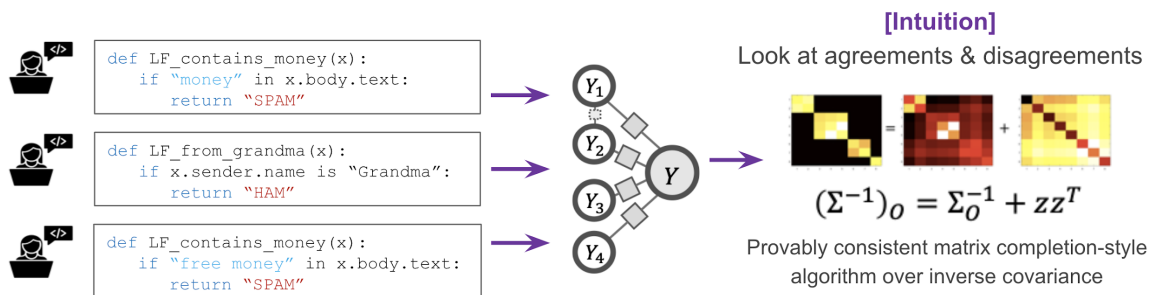 </>
def LF_contains_money(x):
if “money” in x.body.text:
return “SPAM”
</>
def LF_from_grandma(x):
if x.sender.name is “Grandma”:
return “HAM”
</>
def LF_contains_money(x):
if “free money” in x.body.text:
return “SPAM”
Y₁
Y₂
Y₃
Y₄
Y
[Intuition]
Look at agreements & disagreements
=
+
(Σ⁻¹)_O = Σ_O⁻¹ + zzᵀ
Provably consistent matrix completion-style
algorithm over inverse covariance